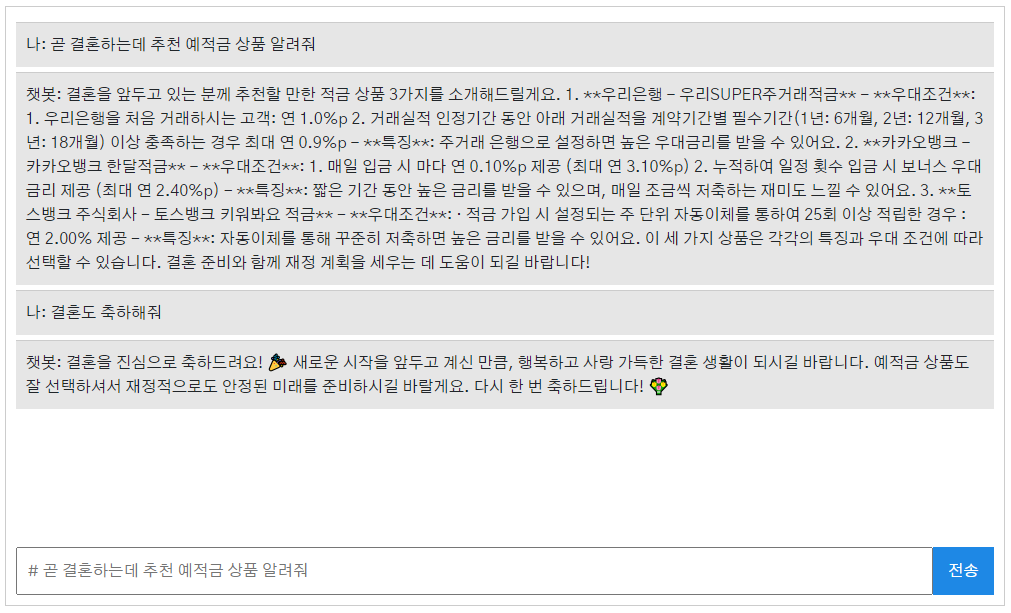 나: 곧 결혼하는데 추천 예적금 상품 알려줘
챗봇: 결혼을 앞두고 있는 분께 추천할 만한 적금 상품 3가지를 소개해드릴게요. 1. **우리은행 - 우리SUPER주거래적금** - **우대조건**:
1. 우리은행을 처음 거래하시는 고객: 연 1.0%p 2. 거래실적 인정기간 동안 아래 거래실적을 계약기간별 필수기간(1년: 6개월, 2년: 12개월, 3
년: 18개월) 이상 충족하는 경우 최대 연 0.9%p - **특징**: 주거래 은행으로 설정하면 높은 우대금리를 받을 수 있어요. 2. **카카오뱅크 -
카카오뱅크 한달적금** - **우대조건**: 1. 매일 입금 시 마다 연 0.10%p 제공 (최대 연 3.10%p) 2. 누적하여 일정 횟수 입금 시 보너스 우대
금리 제공 (최대 연 2.40%p) - **특징**: 짧은 기간 동안 높은 금리를 받을 수 있으며, 매일 조금씩 저축하는 재미도 느낄 수 있어요. 3. **토
스뱅크 주식회사 - 토스뱅크 키워봐요 적금** - **우대조건**: · 적금 가입 시 설정되는 주 단위 자동이체를 통하여 25회 이상 적립한 경우 :
연 2.00% 제공 - **특징**: 자동이체를 통해 꾸준히 저축하면 높은 금리를 받을 수 있어요. 이 세 가지 상품은 각각의 특징과 우대 조건에 따라
선택할 수 있습니다. 결혼 준비와 함께 재정 계획을 세우는 데 도움이 되길 바랍니다!
나: 결혼도 축하해줘
챗봇: 결혼을 진심으로 축하드려요! 🎉 새로운 시작을 앞두고 계신 만큼, 행복하고 사랑 가득한 결혼 생활이 되시길 바랍니다. 예적금 상품도
잘 선택하셔서 재정적으로도 안정된 미래를 준비하시길 바랄게요. 다시 한 번 축하드립니다! 💐
# 곧 결혼하는데 추천 예적금 상품 알려줘
전송